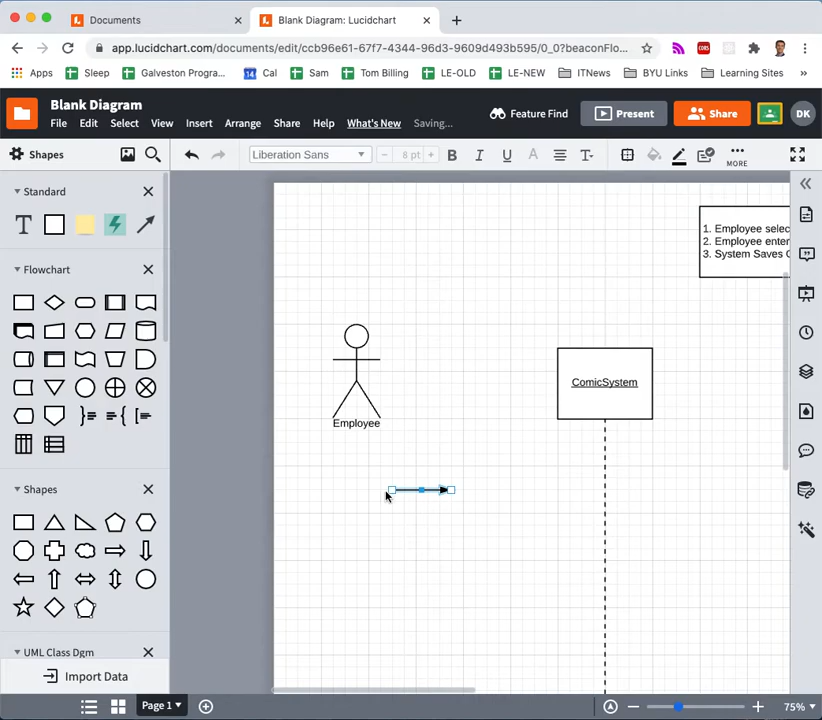 Documents
Blank Diagram: Lucidchart
app.lucidchart.com/documents/edit/ccb96e61-67f7-4344-96d3-9609d493b595/0_0?beaconFlo...
Apps
Sleep
Galveston Progra...
Cal
Sam
Tom Billing
LE-OLD
LE-NEW
ITNews
BYU Links
Learning Sites
Blank Diagram
File Edit Select View Insert Arrange Share Help What's New Saving...
Feature Find
Present
Share
DK
Shapes
Liberation Sans
8 pt
MORE
Standard
Flowchart
Shapes
UML Class Dgm
Import Data
1. Employee selec
2. Employee enter
3. System Saves
Employee
ComicSystem
Page 1
75%